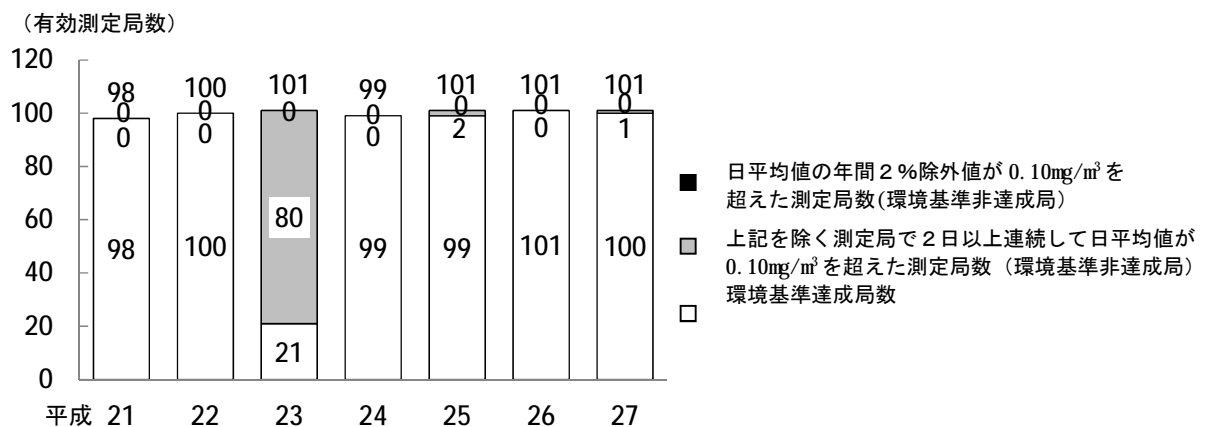 （有効測定局数）
120
100
80
60
40
20
0
98 100 101 99 101 101 101
0 0 0 0 0 0 0
0 0 80 0 2 0 1
98 100 21 99 99 101 100
平成 21 22 23 24 25 26 27
日平均値の年間２％除外値が 0.10mg/㎥を
超えた測定局数(環境基準非達成局）
上記を除く測定局で２日以上連続して日平均値が
0.10mg/㎥を超えた測定局数（環境基準非達成局）
環境基準達成局数